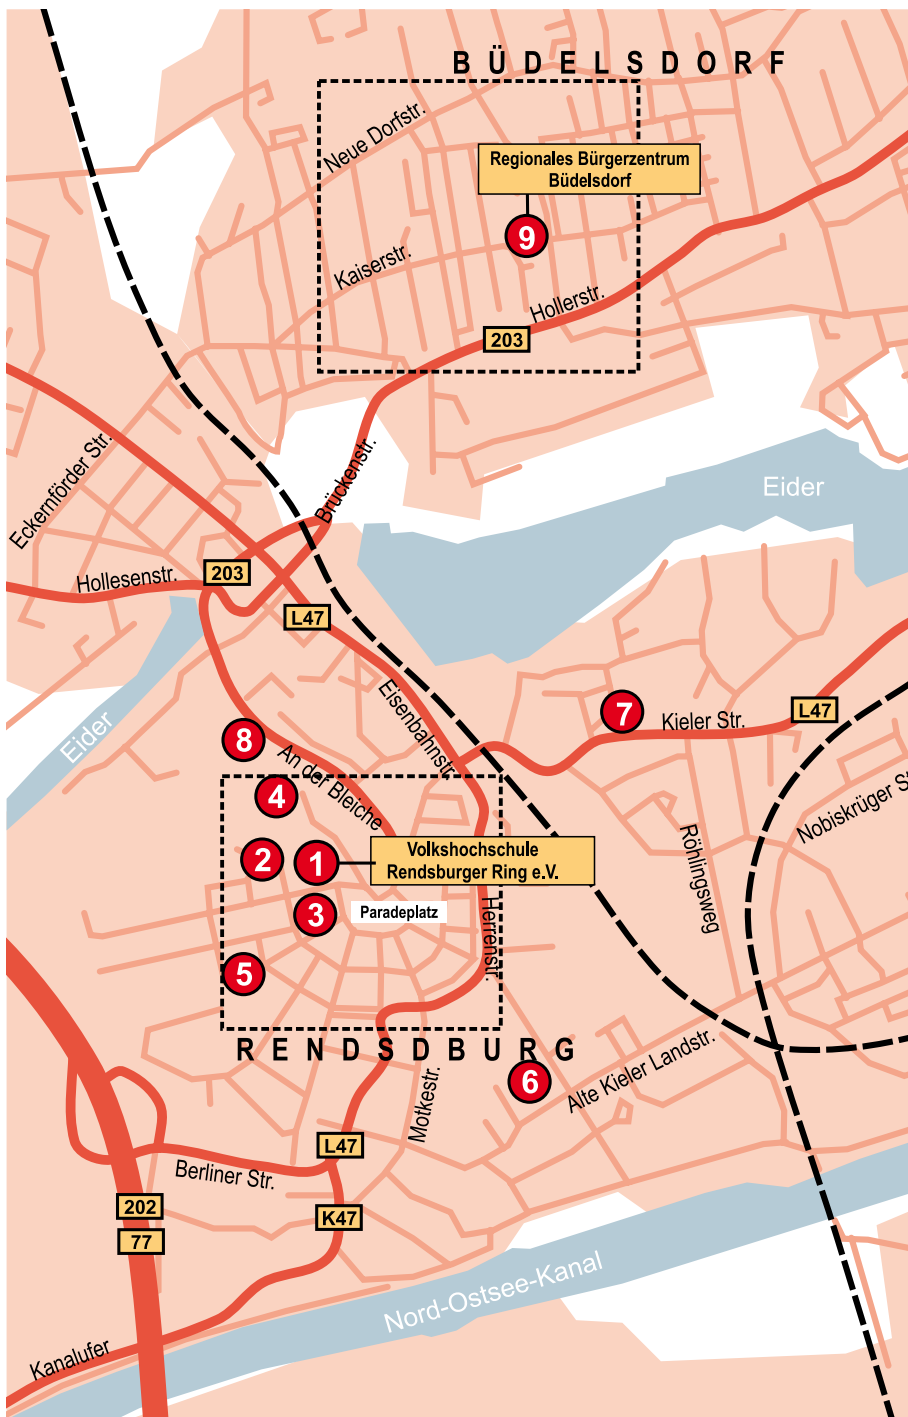 BÜDELSDORF
Neue Dorfstr.
Regionales Bürgerzentrum
Büdelsdorf
9
Kaiserstr.
Hollerstr.
203
Eckernförder Str.
Brückenstr.
Eider
203
Hollesenstr.
L47
Eisenbahnstr.
7
Kieler Str.
L47
Eider
8
An der Bleiche
4
Nobiskrüger St
Röhlingsweg
2
1
Volkshochschule
Rendsburger Ring e.V.
3
Paradeplatz
Herrenstr.
5
RENDSDBURG
6
Alte Kieler Landstr.
Motkestr.
L47
Berliner Str.
202
K47
77
Nord-Ostsee-Kanal
Kanalufer